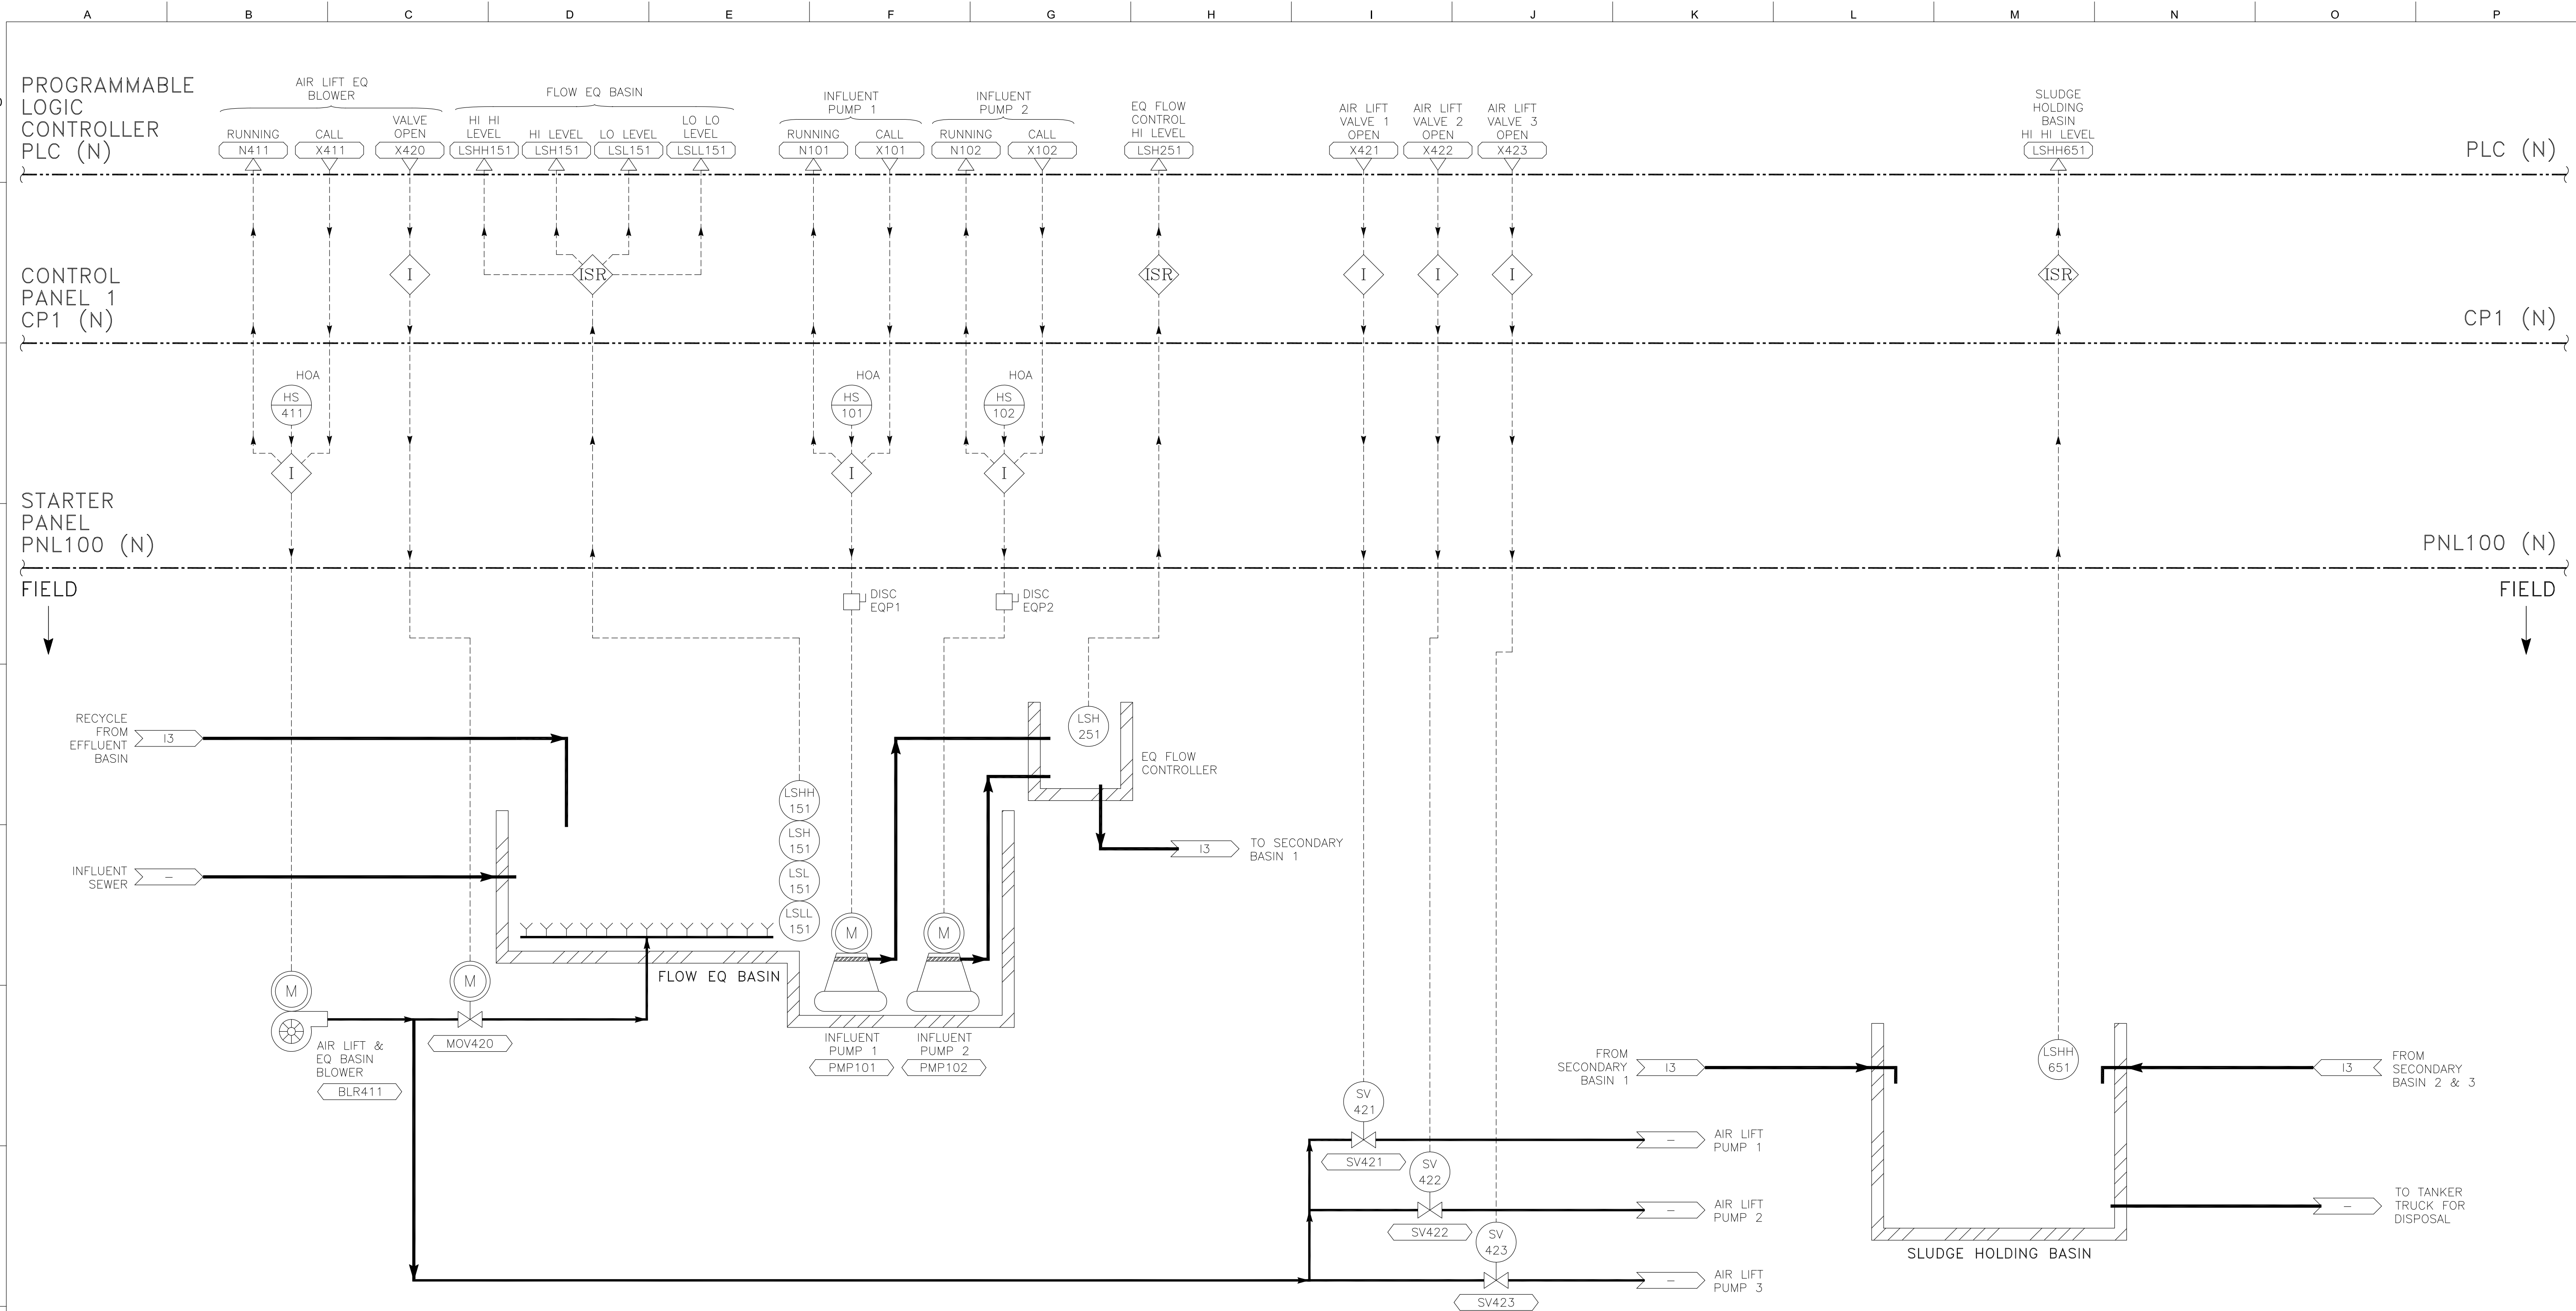 A B C D E F G H I J K L M N O P
PROGRAMMABLE
LOGIC
CONTROLLER
PLC (N)
AIR LIFT EQ
BLOWER
RUNNING
N411
CALL
X411
VALVE
OPEN
X420
FLOW EQ BASIN
HI HI
LEVEL
LSHH151
HI LEVEL
LSH151
LO LEVEL
LSL151
LO LO
LEVEL
LSLL151
INFLUENT
PUMP 1
RUNNING
N101
CALL
X101
INFLUENT
PUMP 2
RUNNING
N102
CALL
X102
EQ FLOW
CONTROL
HI LEVEL
LSH251
AIR LIFT
VALVE 1
OPEN
X421
AIR LIFT
VALVE 2
OPEN
X422
AIR LIFT
VALVE 3
OPEN
X423
SLUDGE
HOLDING
BASIN
HI HI LEVEL
LSHH651
PLC (N)
CONTROL
PANEL 1
CP1 (N)
I
ISR
ISR
I
I
I
ISR
CP1 (N)
HOA
HS
411
I
HOA
HS
101
I
HOA
HS
102
I
STARTER
PANEL
PNL100 (N)
PNL100 (N)
FIELD
FIELD
DISC
EQP1
DISC
EQP2
RECYCLE
FROM
EFFLUENT
BASIN
I3
LSH
251
EQ FLOW
CONTROLLER
LSHH
151
LSH
151
LSL
151
LSLL
151
I3
TO SECONDARY
BASIN 1
INFLUENT
SEWER
–
M
M
M
M
FLOW EQ BASIN
AIR LIFT &
EQ BASIN
BLOWER
BLR411
MOV420
INFLUENT
PUMP 1
PMP101
INFLUENT
PUMP 2
PMP102
FROM
SECONDARY
BASIN 1
I3
LSHH
651
I3
FROM
SECONDARY
BASIN 2 & 3
SV
421
SV421
–
AIR LIFT
PUMP 1
SV
422
SV422
–
AIR LIFT
PUMP 2
SV
423
SV423
–
AIR LIFT
PUMP 3
–
TO TANKER
TRUCK FOR
DISPOSAL
SLUDGE HOLDING BASIN